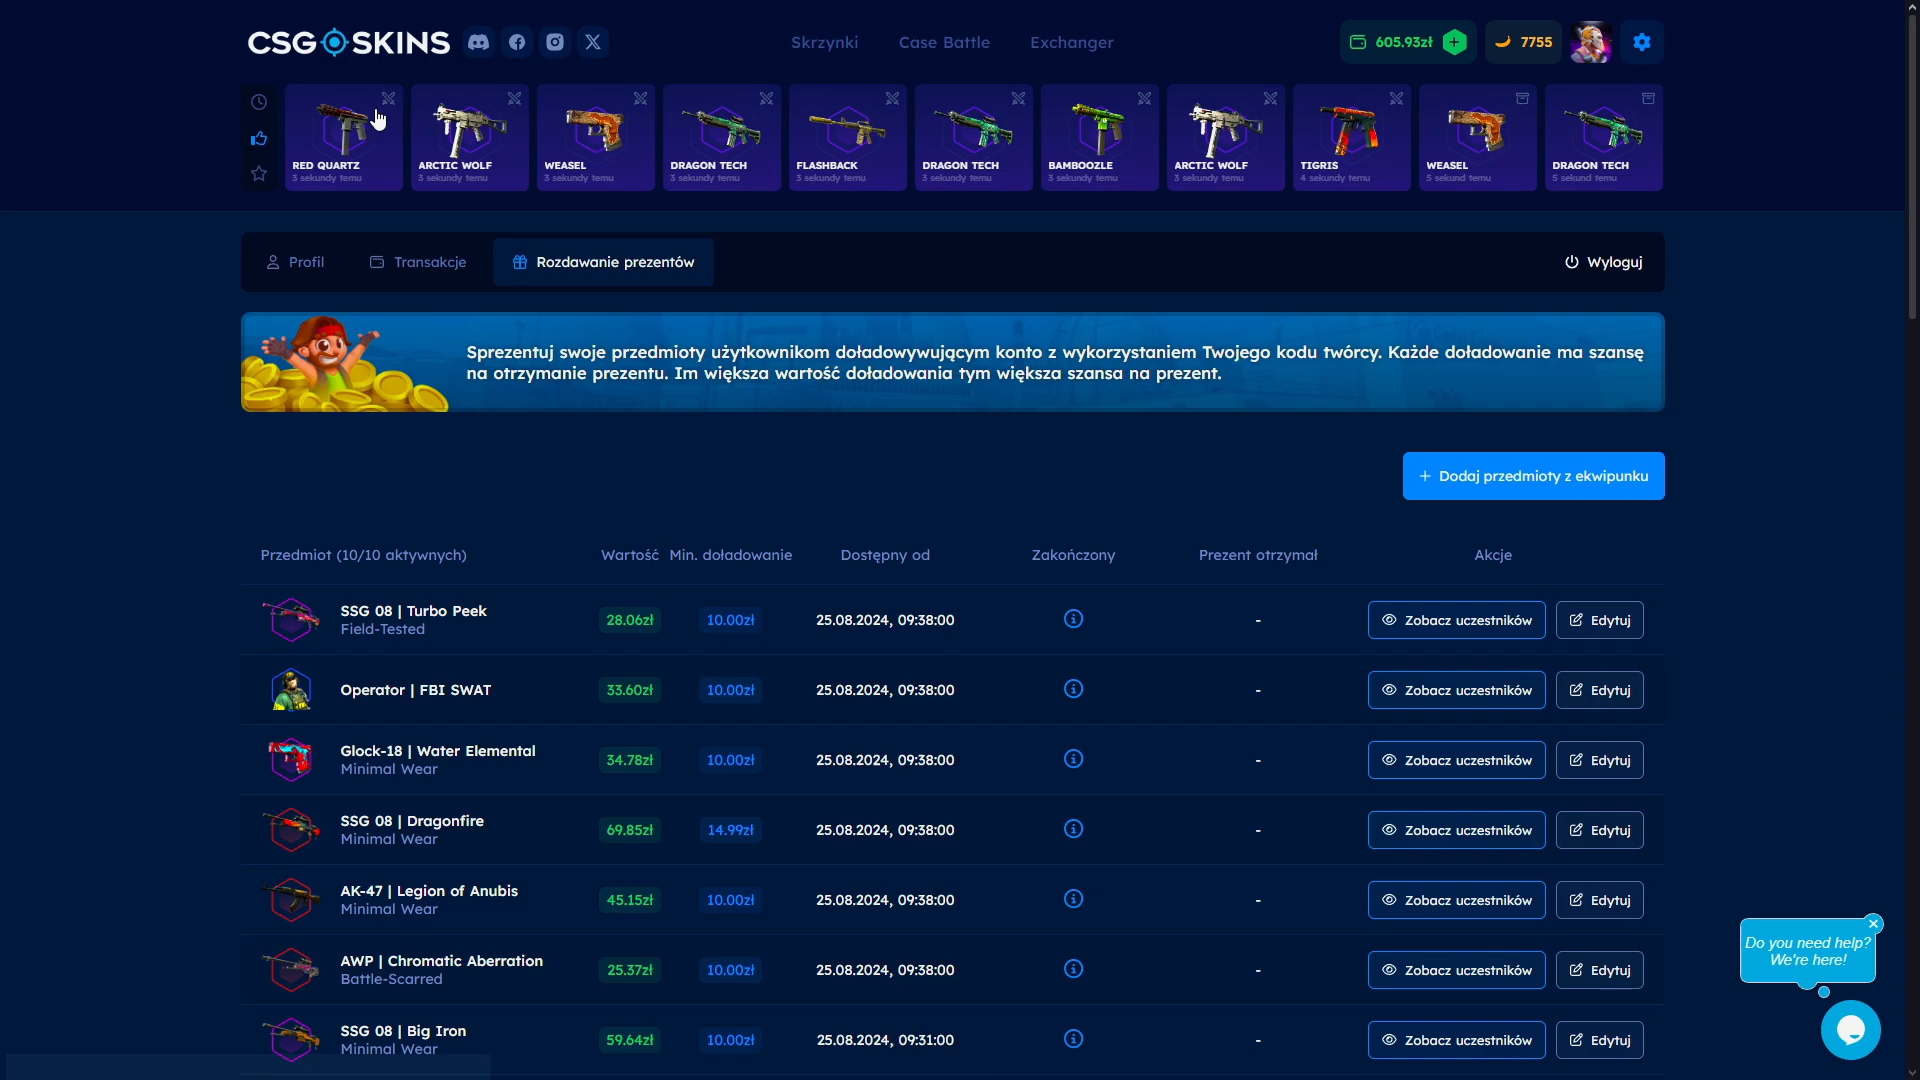 CSG SKINS
Skrzynki
Case Battle
Exchanger
605.93zł
7755
RED QUARTZ
3 sekundy temu
ARCTIC WOLF
3 sekundy temu
WEASEL
3 sekundy temu
DRAGON TECH
3 sekundy temu
FLASHBACK
3 sekundy temu
DRAGON TECH
3 sekundy temu
BAMBOOZLE
3 sekundy temu
ARCTIC WOLF
3 sekundy temu
TIGRIS
4 sekundy temu
WEASEL
5 sekund temu
DRAGON TECH
5 sekund temu
Profil
Transakcje
Rozdawanie prezentów
Wyloguj
Sprezentuj swoje przedmioty użytkownikom doładowywującym konto z wykorzystaniem Twojego kodu twórcy. Każde doładowanie ma szansę
na otrzymanie prezentu. Im większa wartość doładowania tym większa szansa na prezent.
+ Dodaj przedmioty z ekwipunku
Przedmiot (10/10 aktywnych) Wartość Min. doładowanie Dostępny od Zakończony Prezent otrzymał Akcje
SSG 08 | Turbo Peek
Field-Tested
28.06zł 10.00zł 25.08.2024, 09:38:00 - Zobacz uczestników Edytuj
Operator | FBI SWAT
33.60zł 10.00zł 25.08.2024, 09:38:00 - Zobacz uczestników Edytuj
Glock-18 | Water Elemental
Minimal Wear
34.78zł 10.00zł 25.08.2024, 09:38:00 - Zobacz uczestników Edytuj
SSG 08 | Dragonfire
Minimal Wear
69.85zł 14.99zł 25.08.2024, 09:38:00 - Zobacz uczestników Edytuj
AK-47 | Legion of Anubis
Minimal Wear
45.15zł 10.00zł 25.08.2024, 09:38:00 - Zobacz uczestników Edytuj
AWP | Chromatic Aberration
Battle-Scarred
25.37zł 10.00zł 25.08.2024, 09:38:00 - Zobacz uczestników Edytuj
SSG 08 | Big Iron
Minimal Wear
59.64zł 10.00zł 25.08.2024, 09:31:00 - Zobacz uczestników Edytuj
Do you need help?
We're here!